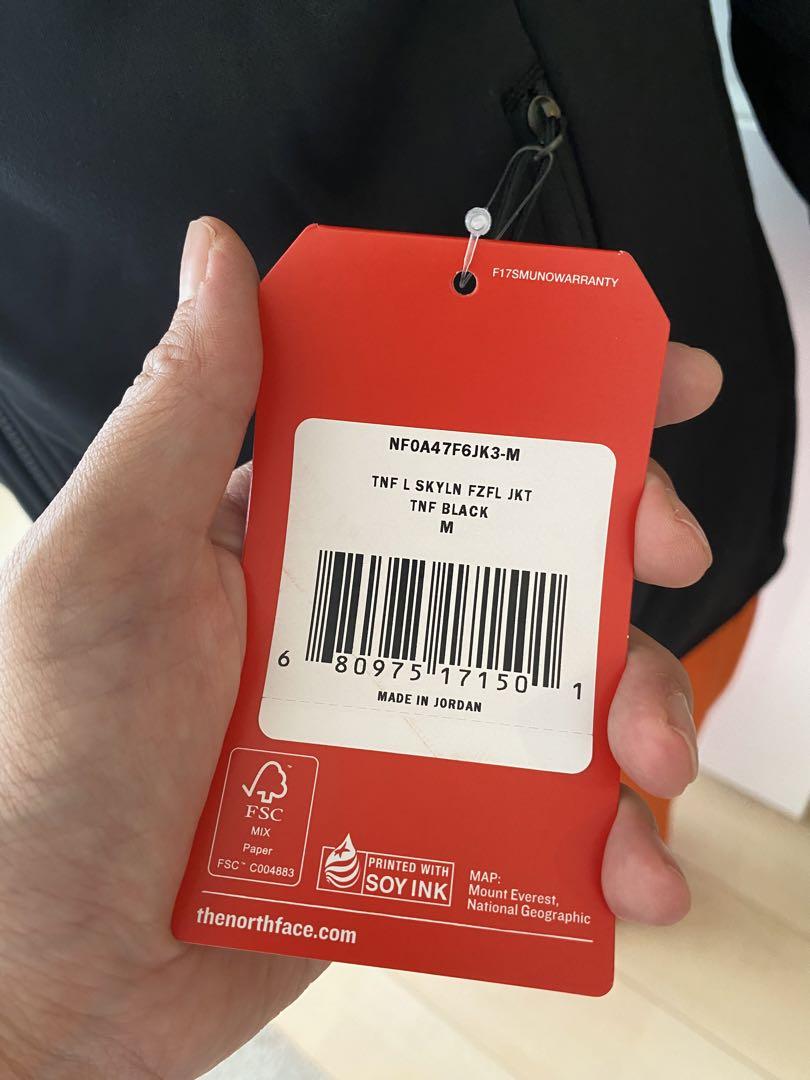 F17SMUNOWARRANTY
NF0A47F6JK3-M
TNF L SKYLN FZFL JKT
TNF BLACK
M
6 80975 17150 1
MADE IN JORDAN
FSC
MIX
Paper
FSC™ C004883
PRINTED WITH
SOY INK
MAP:
Mount Everest,
National Geographic
thenorthface.com